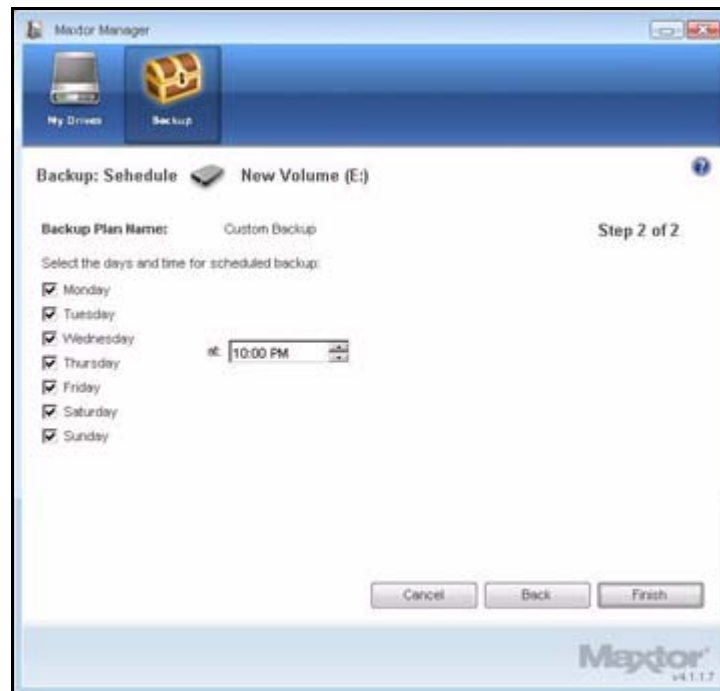 Maxtor Manager
My Drives
Backup
Backup: Schedule New Volume (E:)
Backup Plan Name: Custom Backup
Step 2 of 2
Select the days and time for scheduled backup:
Monday
Tuesday
Wednesday
at: 10:00 PM
Thursday
Friday
Saturday
Sunday
Cancel
Back
Finish
Maxtor
v4.1.1.7